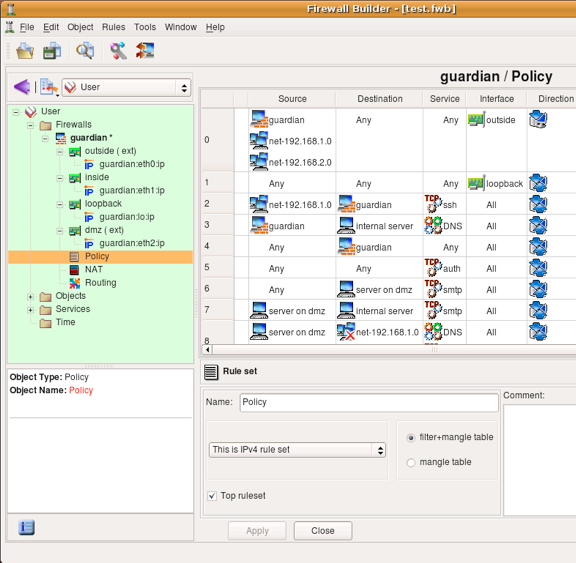 Firewall Builder - [test.fwb]
File Edit Object Rules Tools Window Help
User
guardian / Policy
User
Firewalls
guardian *
outside ( ext)
guardian:eth0:ip
inside
guardian:eth1:ip
loopback
guardian:lo:ip
dmz ( ext)
guardian:eth2:ip
Policy
NAT
Routing
Objects
Services
Time
Source Destination Service Interface Direction
0 guardian Any Any outside
net-192.168.1.0
net-192.168.2.0
1 Any Any Any loopback
2 net-192.168.1.0 guardian TCP ssh All
3 guardian internal server DNS All
4 Any guardian Any All
5 Any Any TCP auth All
6 Any server on dmz TCP smtp All
7 server on dmz internal server TCP smtp All
8 server on dmz net-192.168.1.0 DNS All
Object Type: Policy
Object Name: Policy
Rule set
Name: Policy
Comment:
This is IPv4 rule set
filter+mangle table
mangle table
Top ruleset
Apply Close